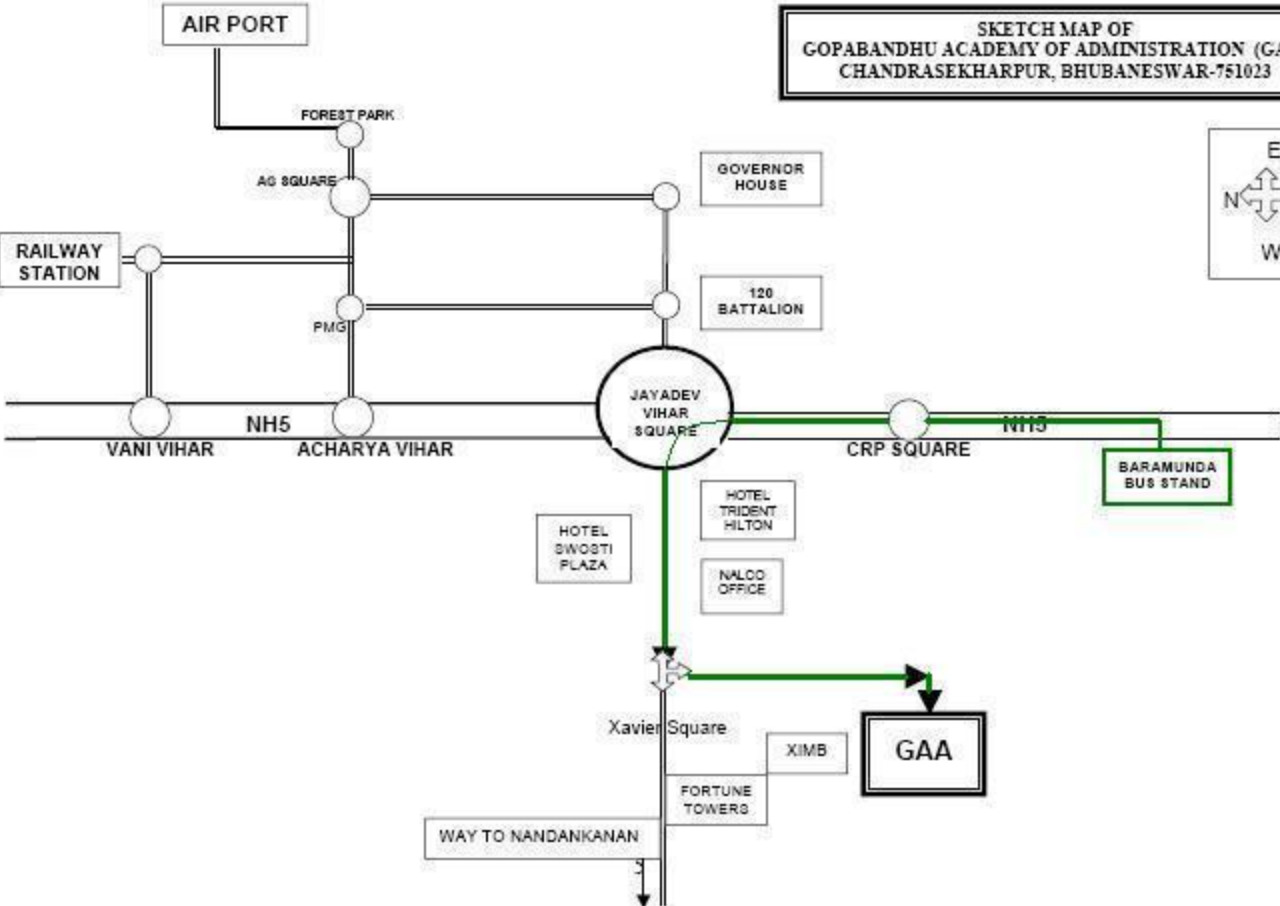 AIR PORT
SKETCH MAP OF
GOPABANDHU ACADEMY OF ADMINISTRATION (GA
CHANDRASEKHARPUR, BHUBANESWAR-751023
FOREST PARK
E
N
W
AG SQUARE
GOVERNOR
HOUSE
RAILWAY
STATION
120
BATTALION
PMG
JAYADEV
VIHAR
SQUARE
NH5
NH5
VANI VIHAR
ACHARYA VIHAR
CRP SQUARE
BARAMUNDA
BUS STAND
HOTEL
TRIDENT
HILTON
HOTEL
SWOSTI
PLAZA
NALCO
OFFICE
Xavier Square
XIMB
GAA
FORTUNE
TOWERS
WAY TO NANDANKANAN